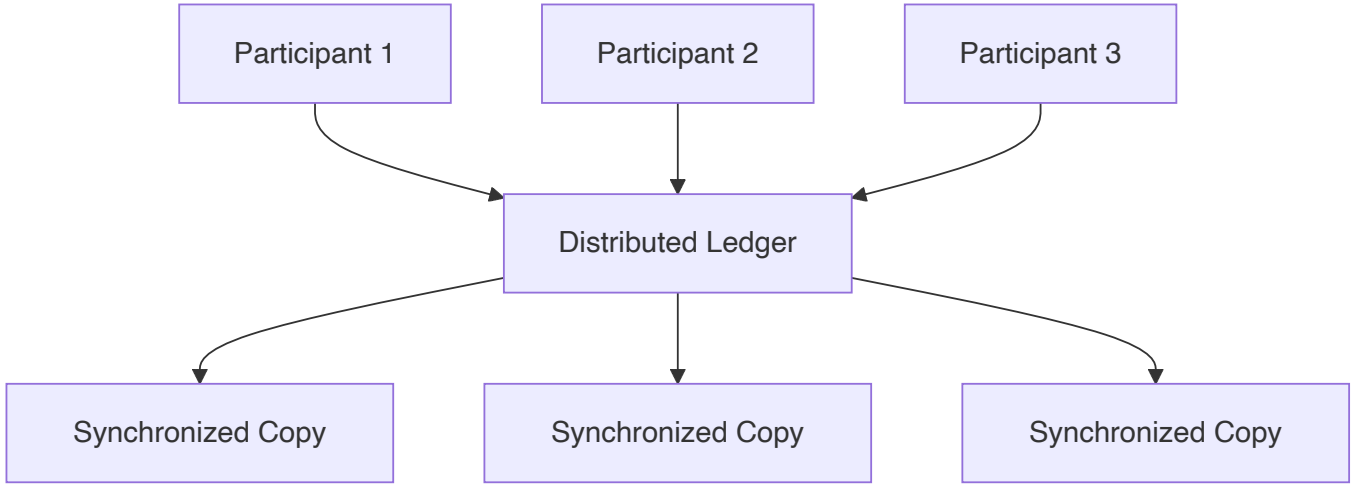 Participant 1
Participant 2
Participant 3
Distributed Ledger
Synchronized Copy
Synchronized Copy
Synchronized Copy